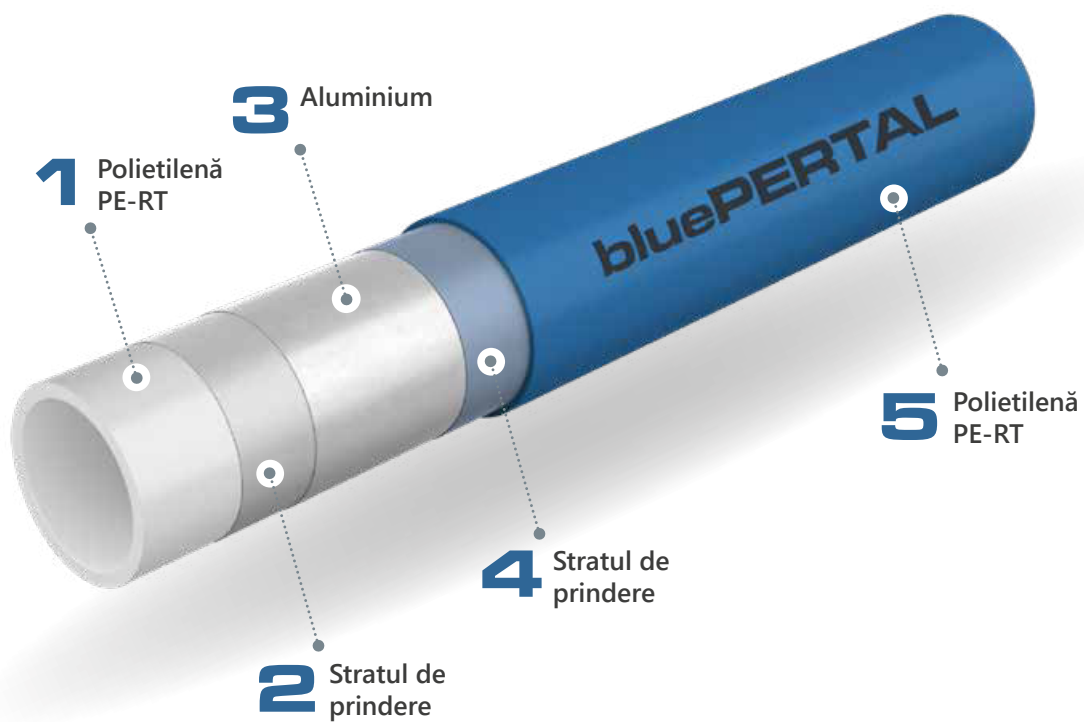 1 Polietilenă
PE-RT
2 Stratul de
prindere
3 Aluminium
4 Stratul de
prindere
5 Polietilenă
PE-RT
bluePERTAL